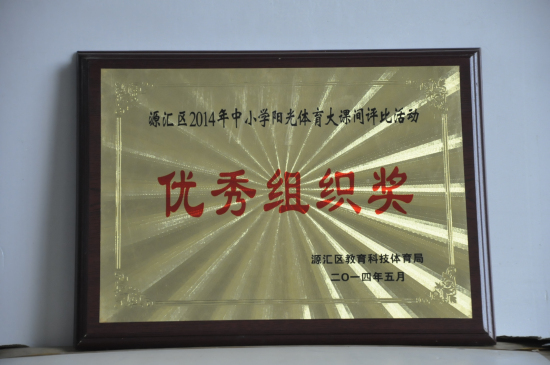 源汇区2014年中小学阳光体育大课间评比活动
优秀组织奖
源汇区教育科技体育局
二〇一四年五月